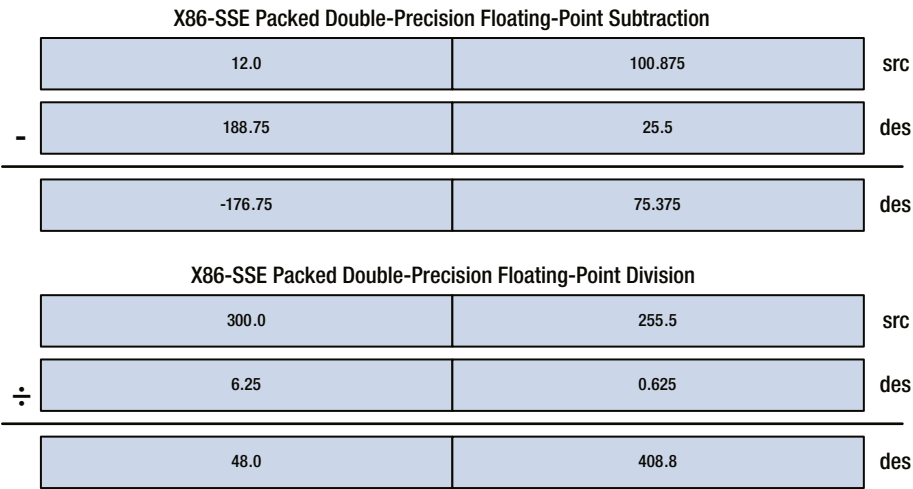 X86-SSE Packed Double-Precision Floating-Point Subtraction
12.0 100.875 src
- 188.75 25.5 des
-176.75 75.375 des
X86-SSE Packed Double-Precision Floating-Point Division
300.0 255.5 src
÷ 6.25 0.625 des
48.0 408.8 des